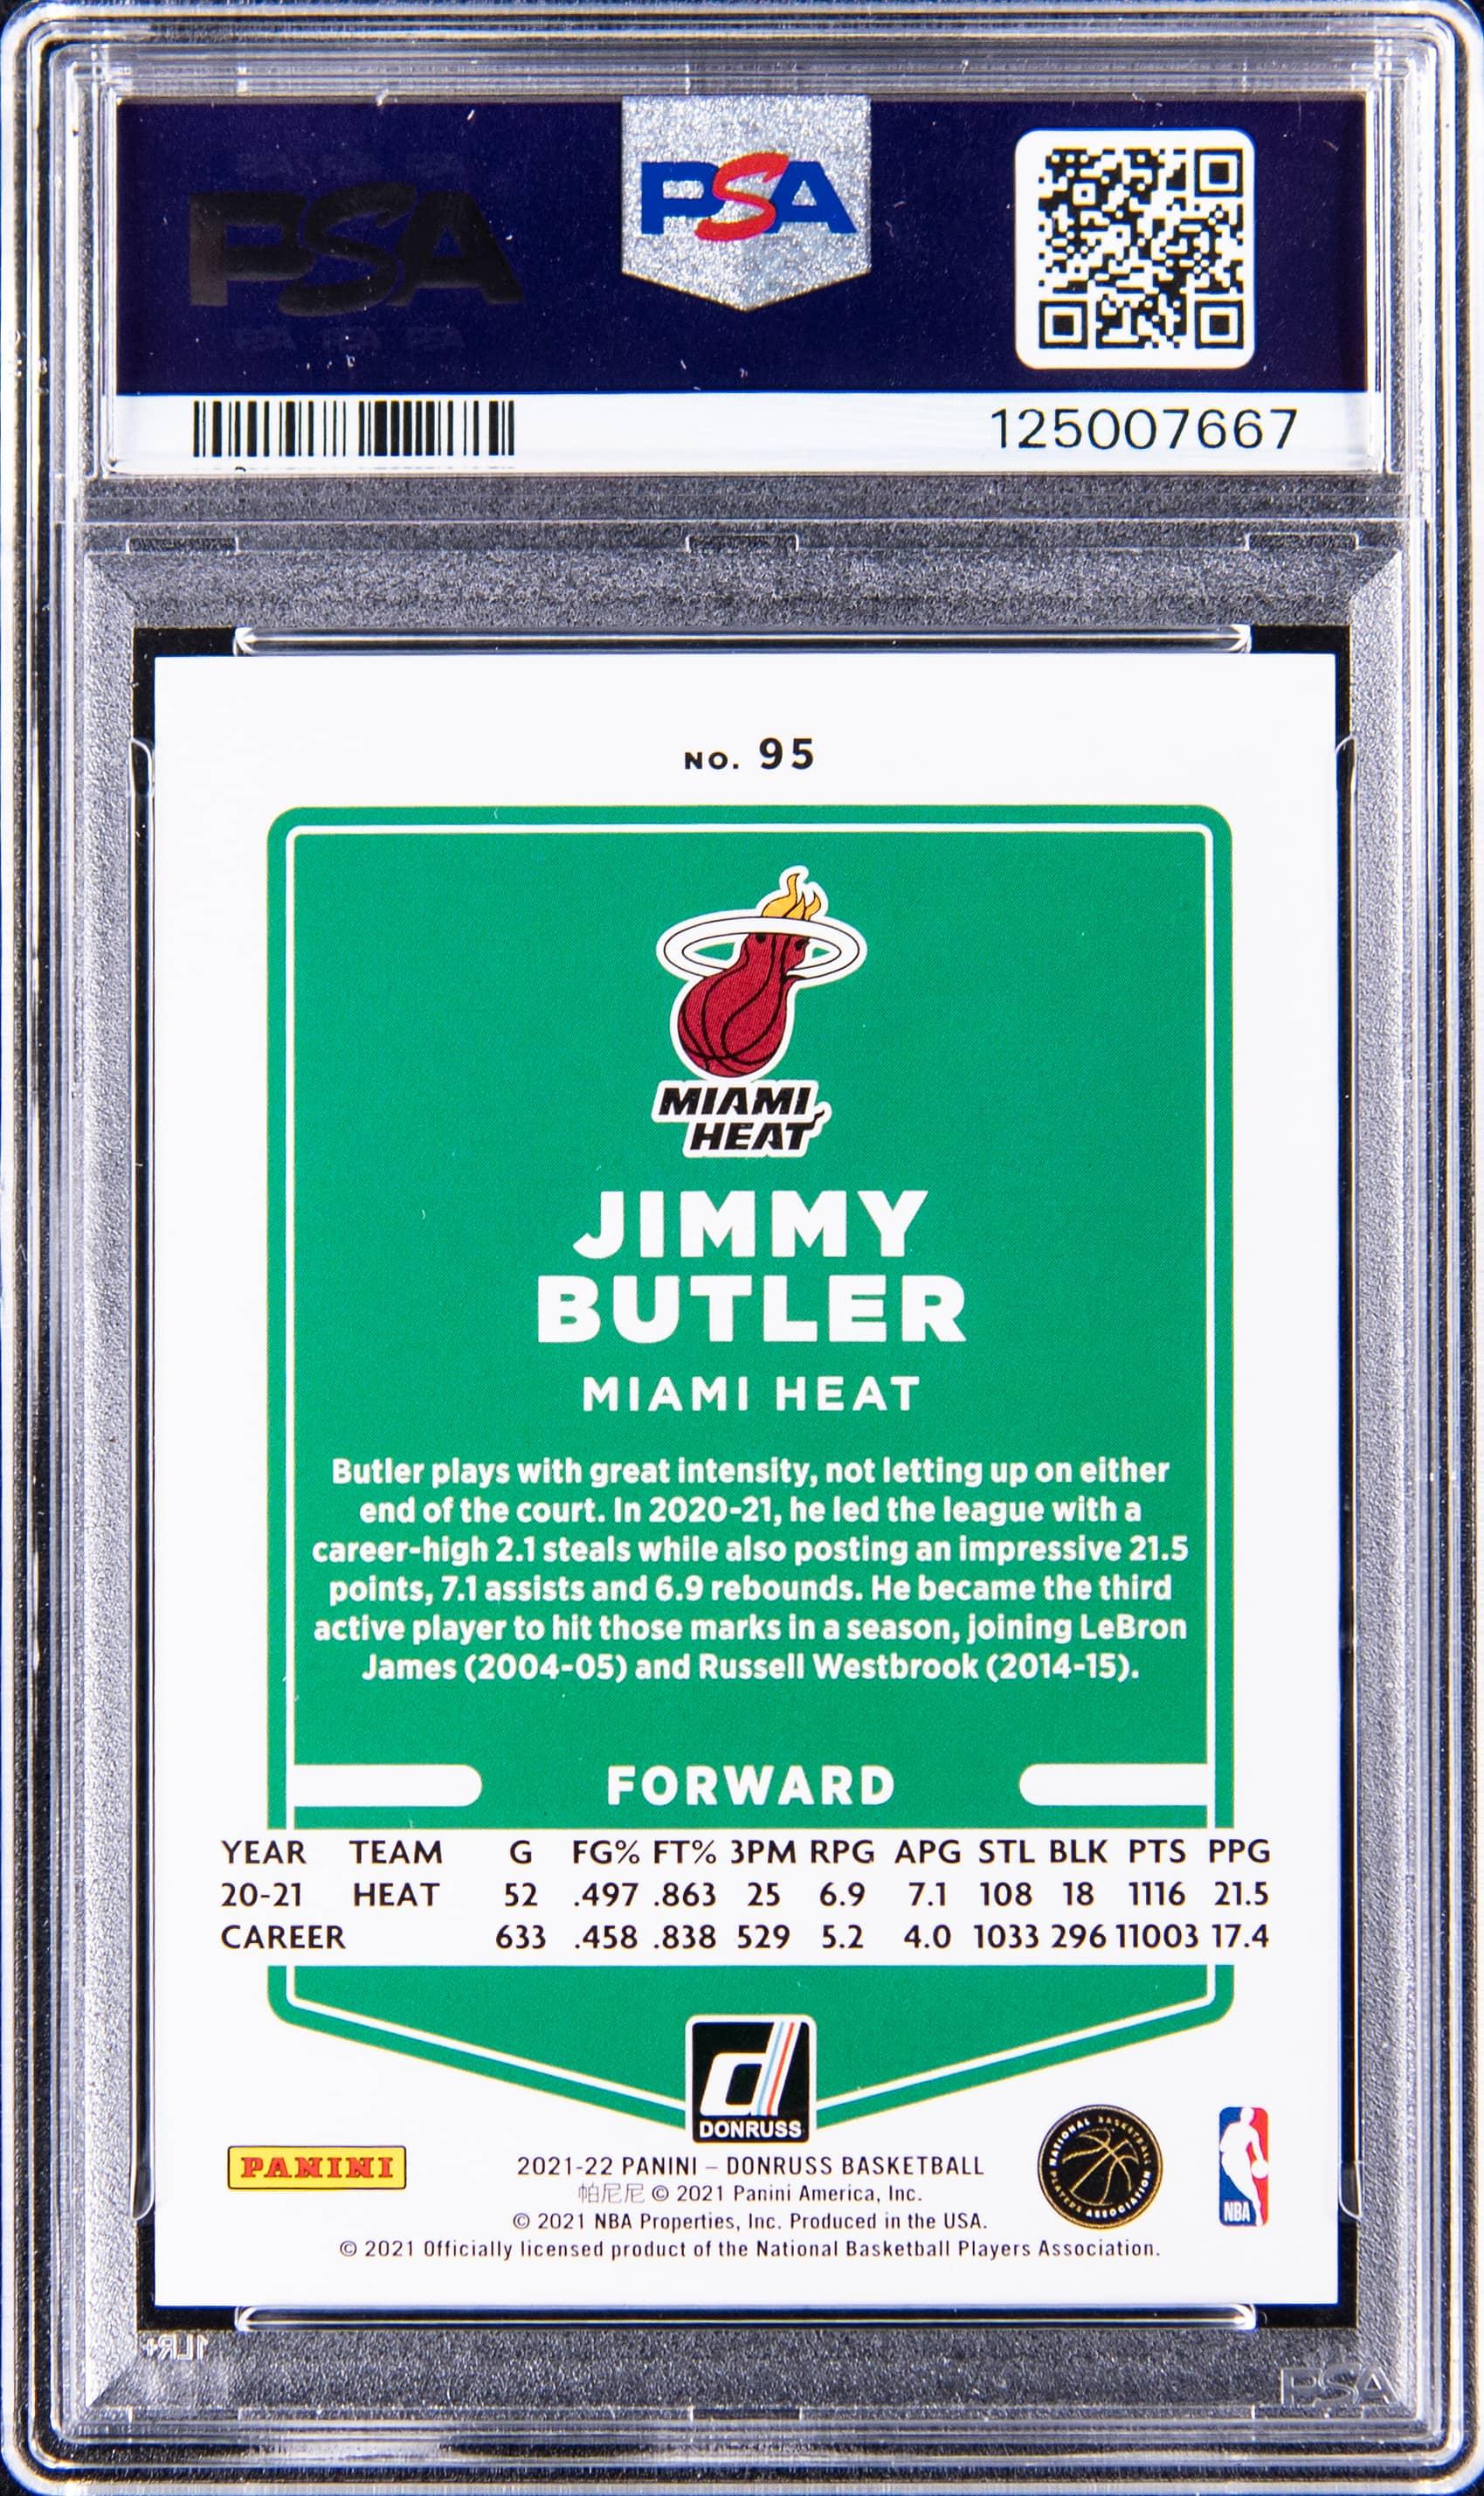 PSA
PSA
125007667
NO. 95
MIAMI
HEAT
JIMMY
BUTLER
MIAMI HEAT
Butler plays with great intensity, not letting up on either
end of the court. In 2020-21, he led the league with a
career-high 2.1 steals while also posting an impressive 21.5
points, 7.1 assists and 6.9 rebounds. He became the third
active player to hit those marks in a season, joining LeBron
James (2004-05) and Russell Westbrook (2014-15).
FORWARD
YEAR TEAM G FG% FT% 3PM RPG APG STL BLK PTS PPG
20-21 HEAT 52 .497 .863 25 6.9 7.1 108 18 1116 21.5
CAREER 633 .458 .838 529 5.2 4.0 1033 296 11003 17.4
d
DONRUSS
PANINI
2021-22 PANINI – DONRUSS BASKETBALL
帕尼尼 © 2021 Panini America, Inc.
© 2021 NBA Properties, Inc. Produced in the USA.
© 2021 Officially licensed product of the National Basketball Players Association.
NATIONAL BASKETBALL
PLAYERS ASSOCIATION
NBA
1LR+
PSA